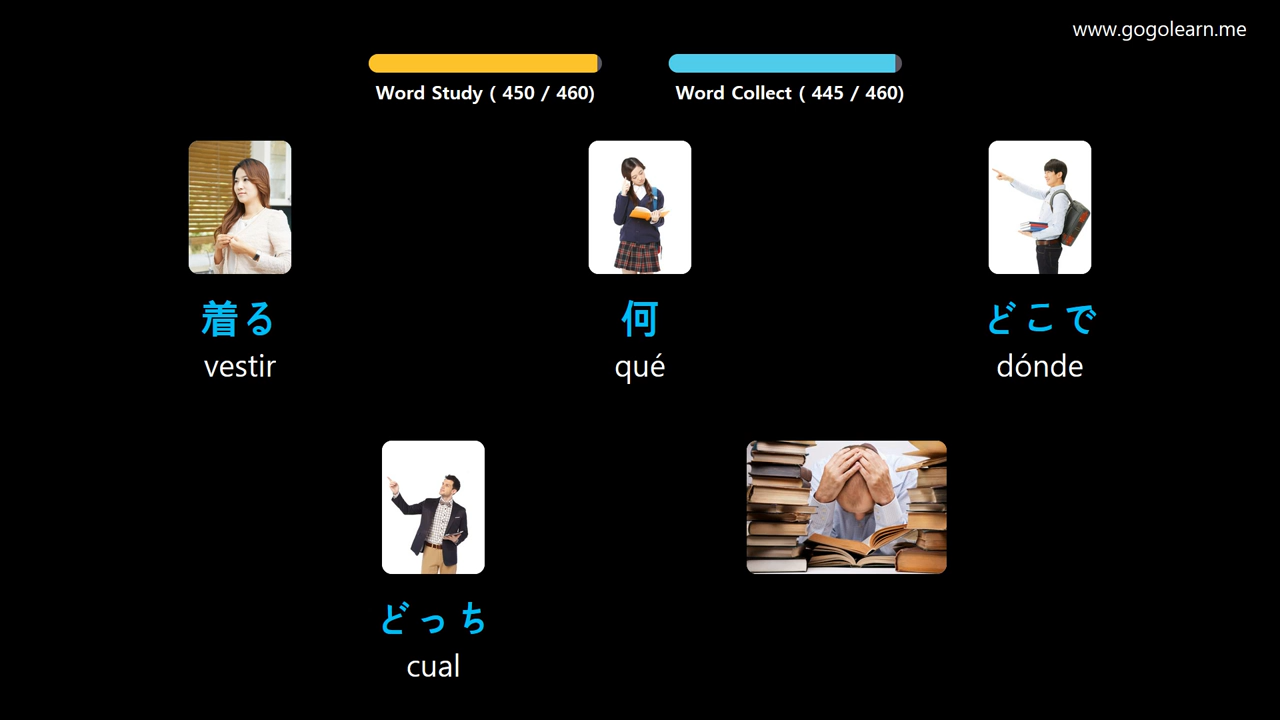 www.gogolearn.me
Word Study ( 450 / 460)
Word Collect ( 445 / 460)
着る
vestir
何
qué
どこで
dónde
どっち
cual